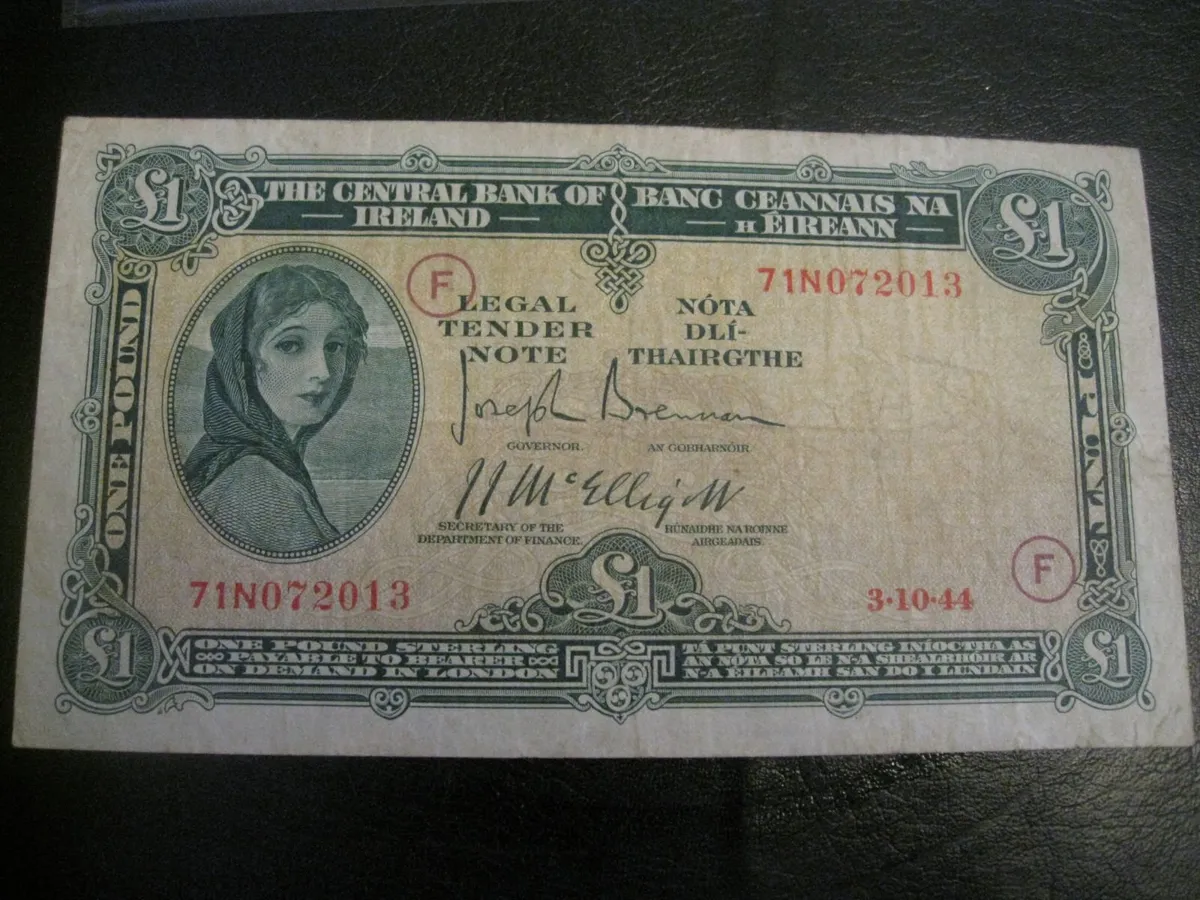 £1
THE CENTRAL BANK OF
IRELAND
BANC CEANNAIS NA
H ÉIREANN
£1
F
71N072013
LEGAL
TENDER
NOTE
NÓTA
DLÍ-
THAIRGTHE
ONE POUND
PUNT
Joseph Brennan
GOVERNOR.
AN GOBHARNÓIR
JJ McElligott
SECRETARY OF THE
DEPARTMENT OF FINANCE.
RÚNAIDHE NA ROINNE
AIRGEADAIS.
F
71N072013
£1
3·10·44
£1
ONE POUND STERLING
PAYABLE TO BEARER
ON DEMAND IN LONDON
TÁ PUNT STERLING INÍOCTHA AS
AN NÓTA SO LE N-A SHEALBHÓIR AR
N-A ÉILEAMH SAN DO I LUNDAIN
£1